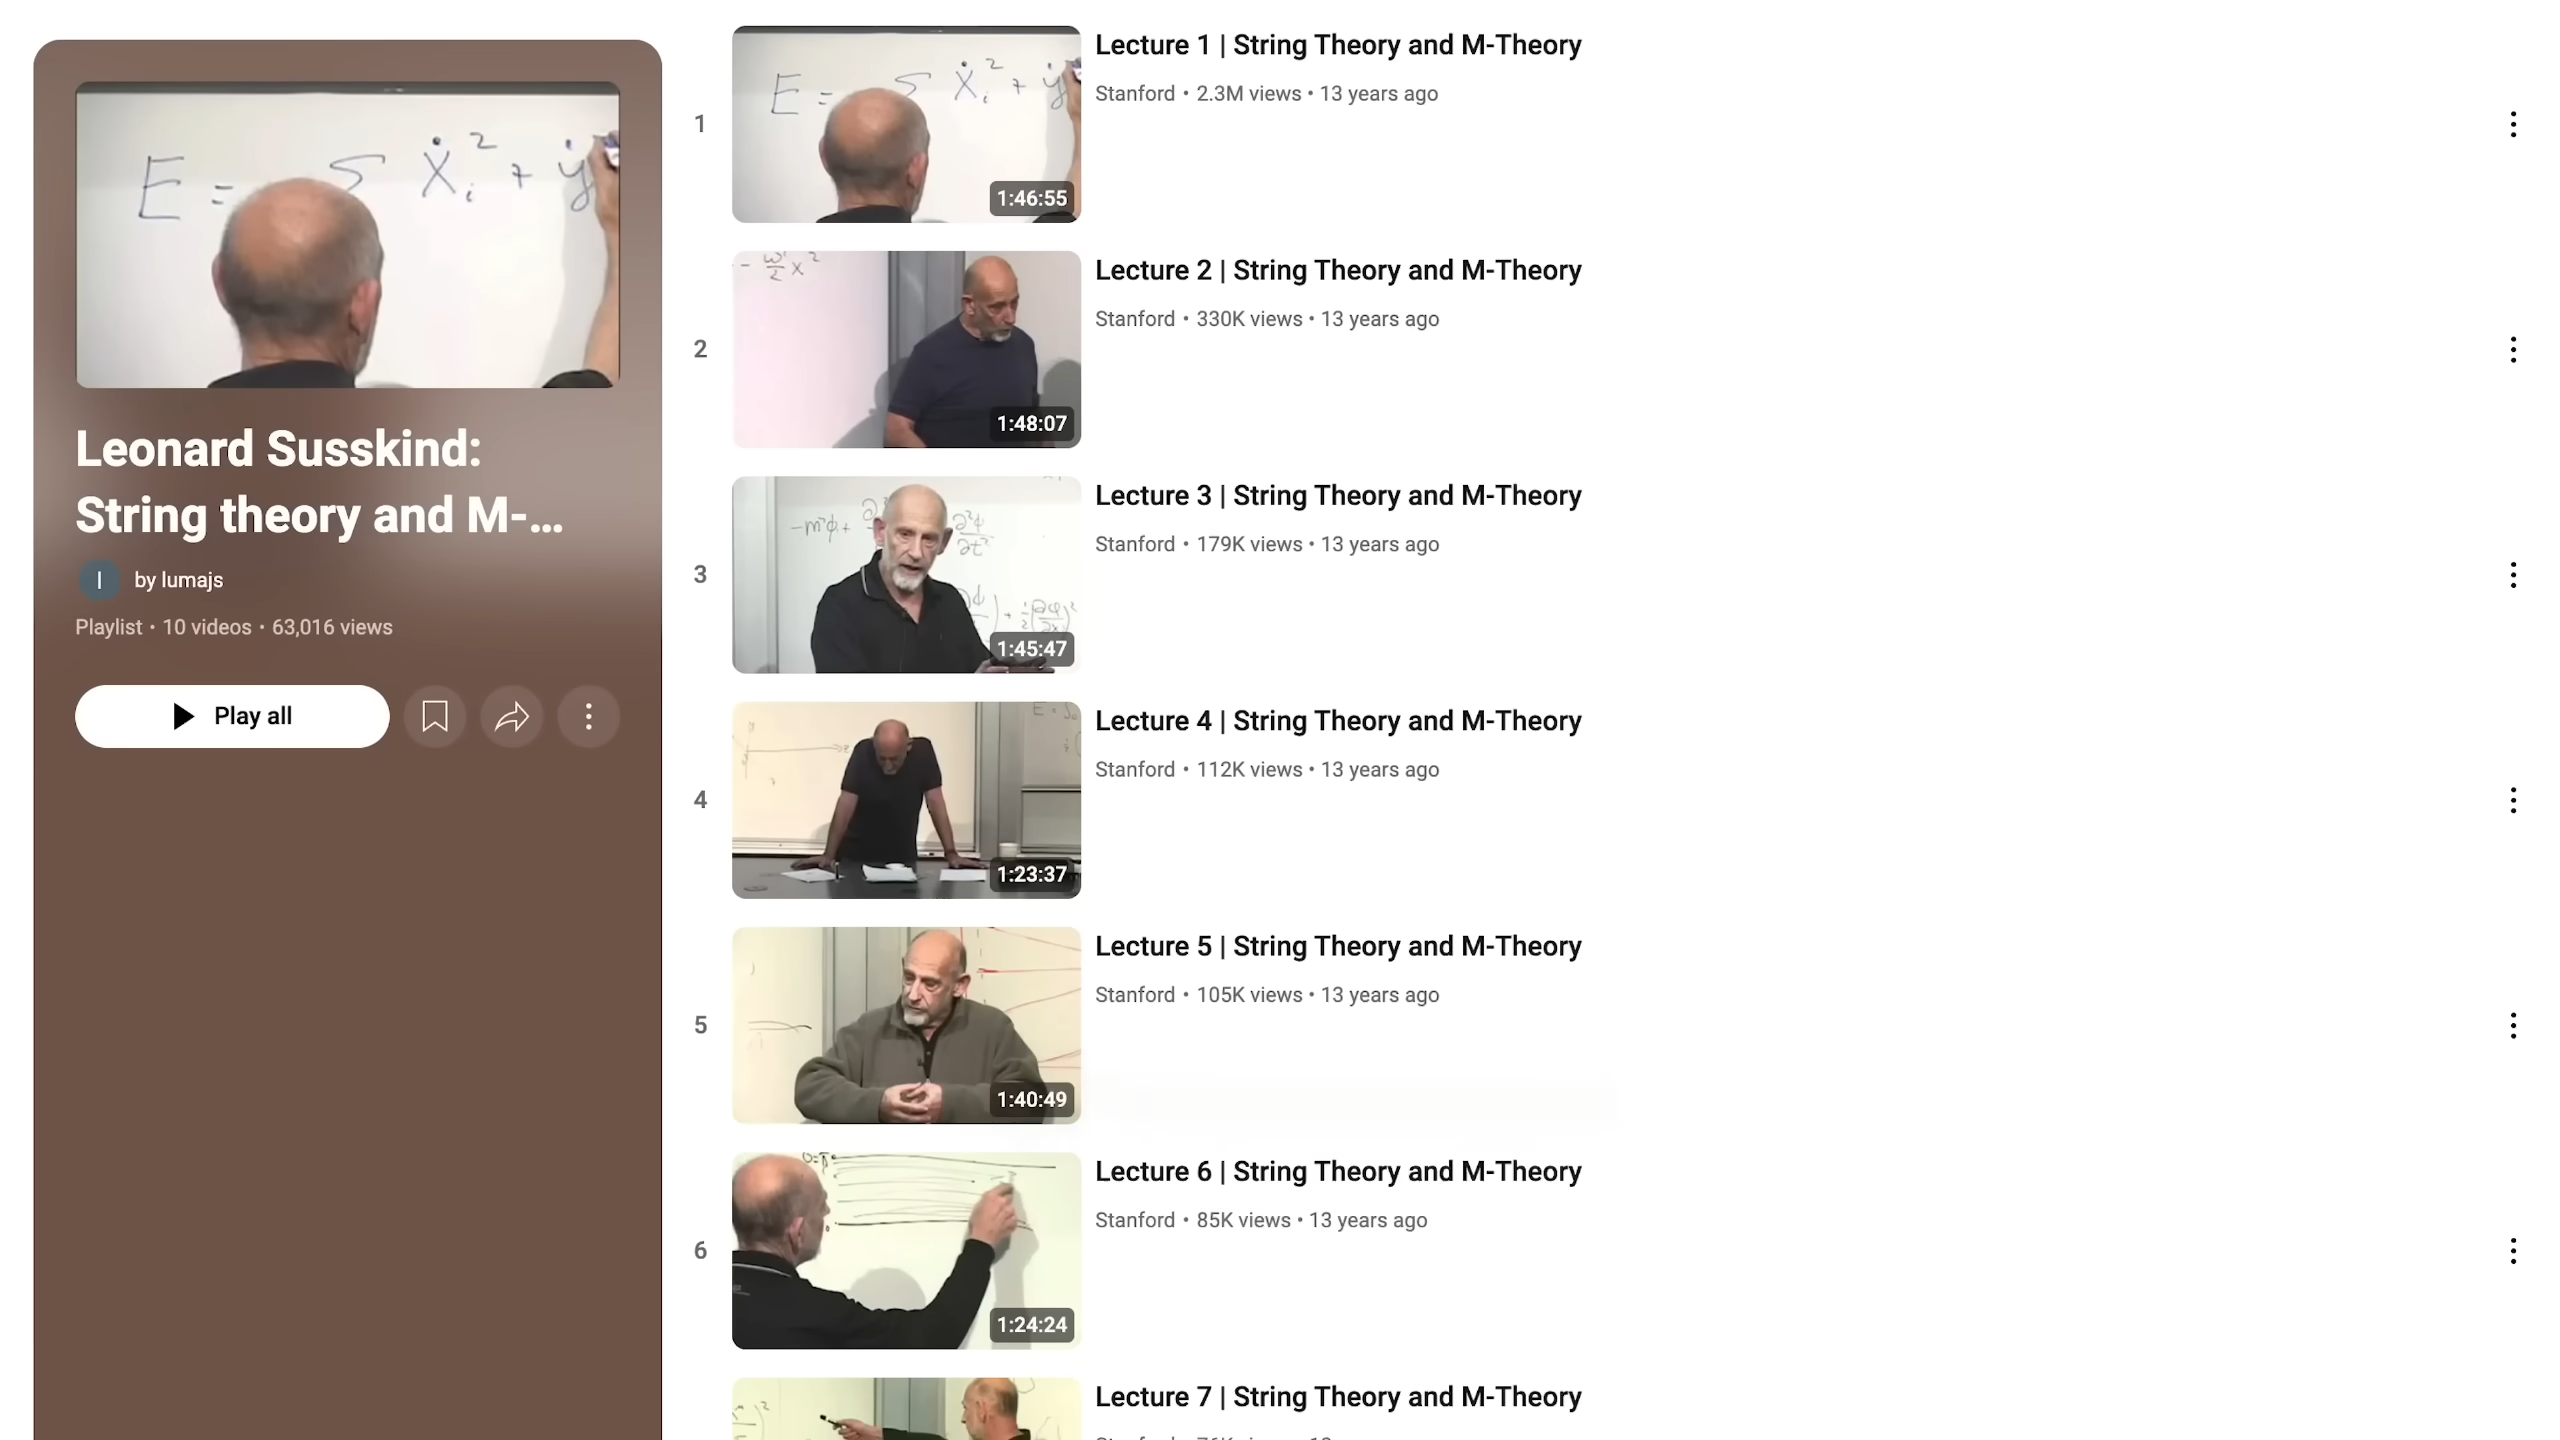 Leonard Susskind:
String theory and M-...
l
by lumajs
Playlist • 10 videos • 63,016 views
Play all
1
1:46:55
Lecture 1 | String Theory and M-Theory
Stanford • 2.3M views • 13 years ago
2
1:48:07
Lecture 2 | String Theory and M-Theory
Stanford • 330K views • 13 years ago
3
1:45:47
Lecture 3 | String Theory and M-Theory
Stanford • 179K views • 13 years ago
4
1:23:37
Lecture 4 | String Theory and M-Theory
Stanford • 112K views • 13 years ago
5
1:40:49
Lecture 5 | String Theory and M-Theory
Stanford • 105K views • 13 years ago
6
1:24:24
Lecture 6 | String Theory and M-Theory
Stanford • 85K views • 13 years ago
Lecture 7 | String Theory and M-Theory